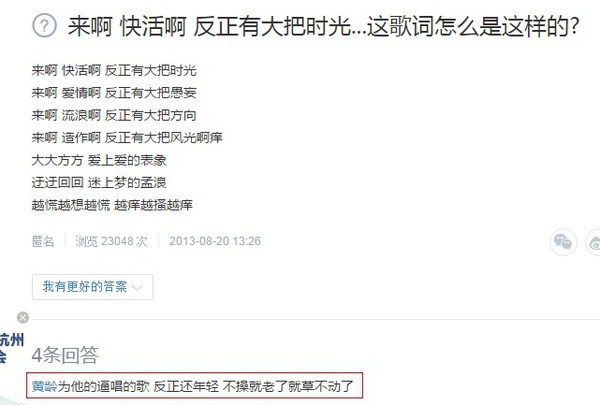 来啊 快活啊 反正有大把时光...这歌词怎么是这样的?
来啊 快活啊 反正有大把时光
来啊 爱情啊 反正有大把愚妄
来啊 流浪啊 反正有大把方向
来啊 造作啊 反正有大把风光啊痒
大大方方 爱上爱的表象
迂迂回回 迷上梦的孟浪
越慌越想越慌 越痒越搔越痒
匿名 浏览 23048 次 2013-08-20 13:26
我有更好的答案
杭州
会
4条回答
黄龄为他的逼唱的歌 反正还年轻 不操就老了就草不动了